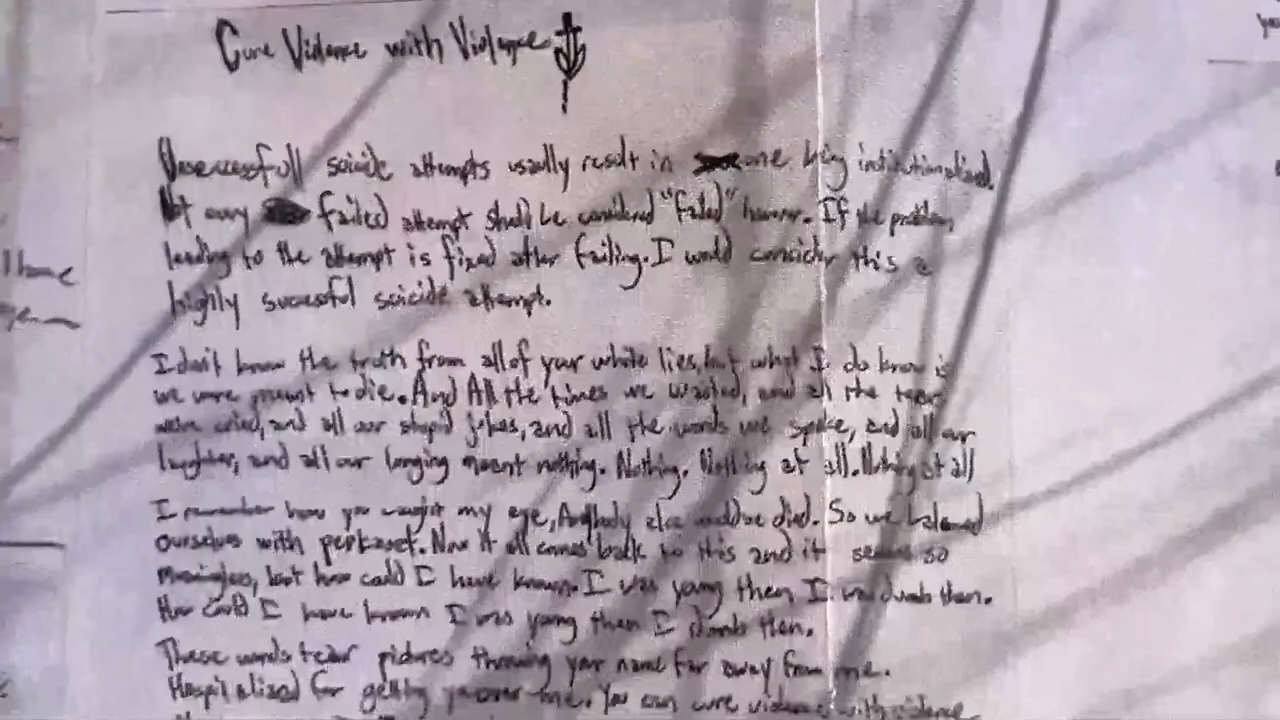 Cure Violence with Violence
Unsecessfull suicide attempts usually result in one being institutionalized.
Not every failed attempt should be considered "failed" however. If the problem
leading to the attempt is fixed after failing. I would consider this a
highly sucessful suicide attempt.
I don't know the truth from all of your white lies, but what I do know is
we were meant to die. And All the times we wasted, and all the tears
we've cried, and all our stupid jokes, and all the words we spoke, and all our
laughter, and all our longing meant nothing. Nothing. Nothing at all. Nothing at all
I remember how you caught my eye, Anybody else would've died. So we
ourselves with Now it all comes back to this and it seems so
meaningless, but how could I have known. I was young then, I was dumb then.
How could I have known I was young then I dumb then.
These words tear pictures throwing your name far away from me.
Hospitalized for getting over me. You can cure violence with violence
llame